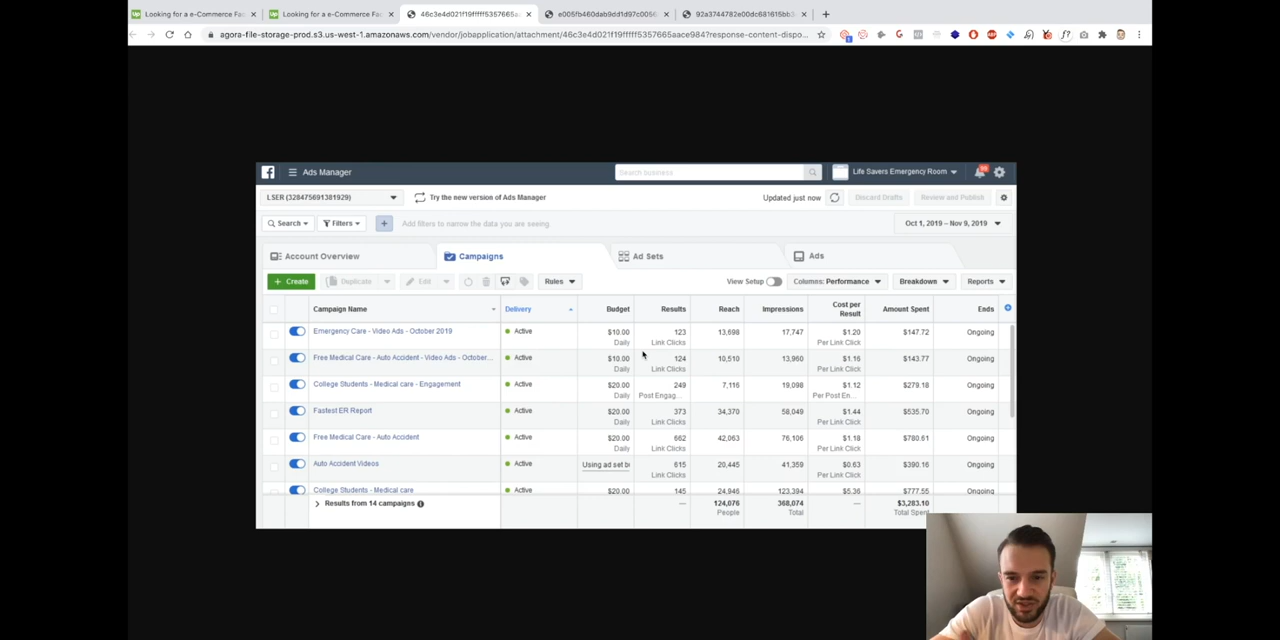 Looking for a e-Commerce Fac
Looking for a e-Commerce Fac
46c3e4d021f19fffff5357665aa
e005fb460dab9dd1d97c0056
92a3744782e00dc681615bb3
agora-file-storage-prod.s3.us-west-1.amazonaws.com/vendor/jobapplication/attachment/46c3e4d021f19fffff5357665aace984?response-content-dispo...
Ads Manager
Search business
Life Savers Emergency Room
LSER (328475691381929)
Try the new version of Ads Manager
Updated just now
Discard Drafts
Review and Publish
Search
Filters
Add filters to narrow the data you are seeing.
Oct 1, 2019 – Nov 9, 2019
Account Overview
Campaigns
Ad Sets
Ads
+ Create
Duplicate
Edit
Rules
View Setup
Columns: Performance
Breakdown
Reports
Campaign Name Delivery Budget Results Reach Impressions Cost per Result Amount Spent Ends
Emergency Care - Video Ads - October 2019 Active $10.00 123 13,698 17,747 $1.20 $147.72 Ongoing
Daily Link Clicks Per Link Click
Free Medical Care - Auto Accident - Video Ads - October... Active $10.00 124 10,510 13,960 $1.16 $143.77 Ongoing
Daily Link Clicks Per Link Click
College Students - Medical care - Engagement Active $20.00 249 7,116 19,098 $1.12 $279.18 Ongoing
Daily Post Engag... Per Post En...
Fastest ER Report Active $20.00 373 34,370 58,049 $1.44 $535.70 Ongoing
Daily Link Clicks Per Link Click
Free Medical Care - Auto Accident Active $20.00 662 42,063 76,106 $1.18 $780.61 Ongoing
Daily Link Clicks Per Link Click
Auto Accident Videos Active Using ad set b 615 20,445 41,359 $0.63 $390.16 Ongoing
Link Clicks Per Link Click
College Students - Medical care Active $20.00 145 24,946 123,394 $5.36 $777.55 Ongoing
Results from 14 campaigns — 124,076 368,074 — $3,283.10
People Total Total Spent